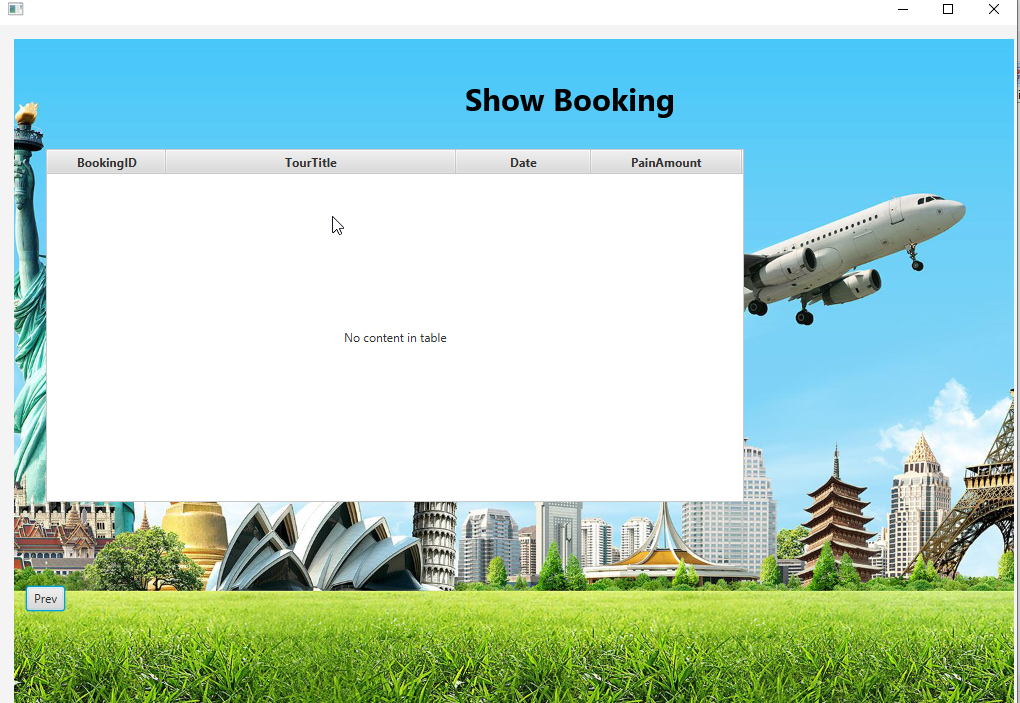 Show Booking
BookingID TourTitle Date PainAmount
No content in table
Prev